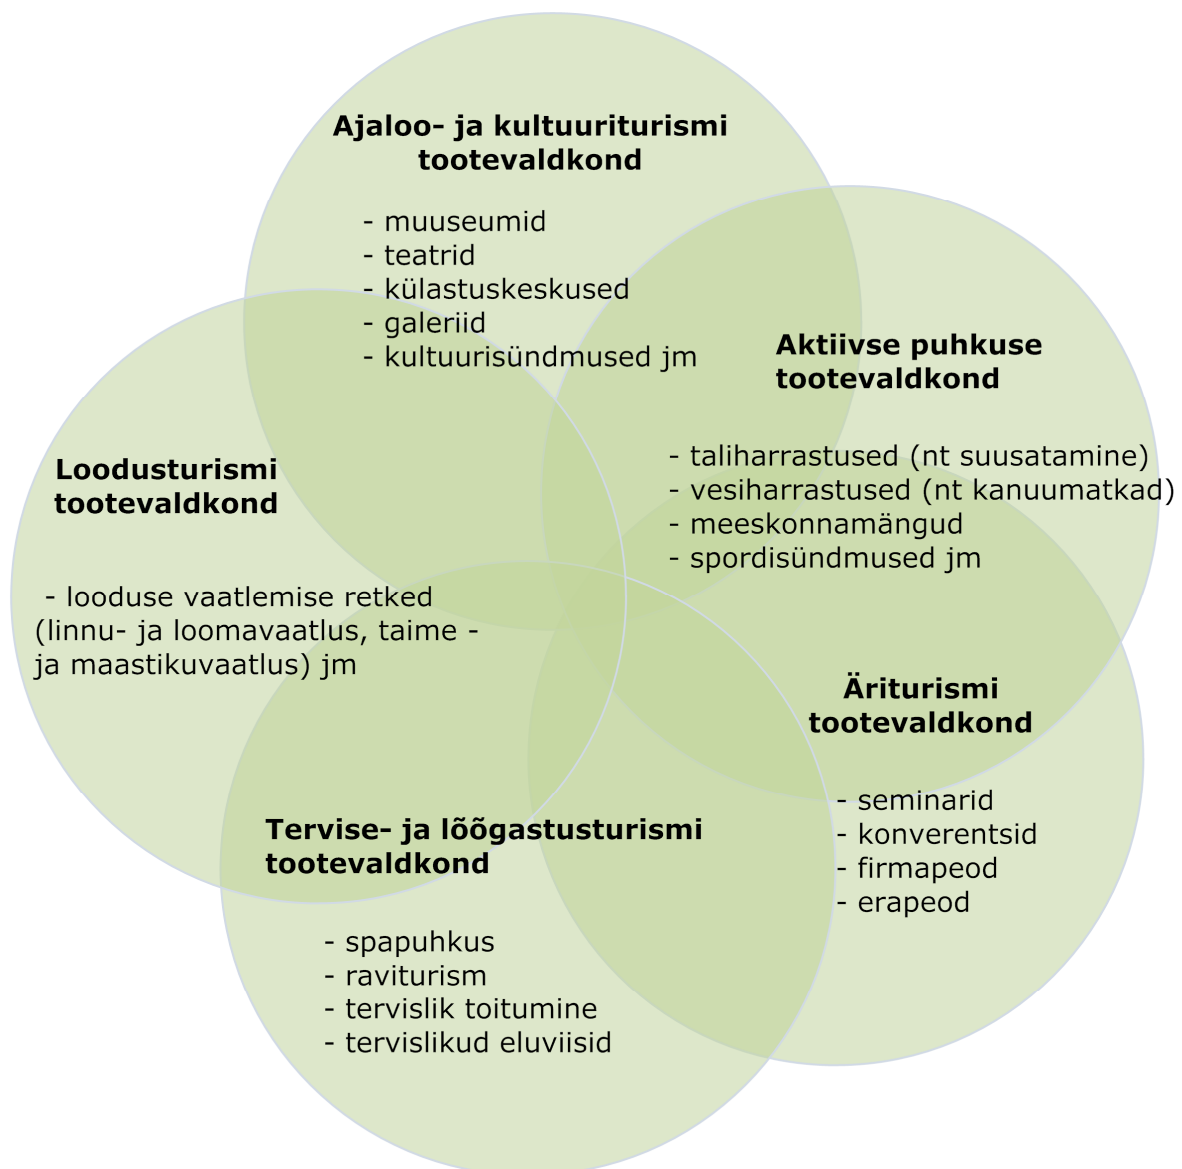 Ajaloo- ja kultuuriturismi
tootevaldkond
- muuseumid
- teatrid
- külastuskeskused
- galeriid
- kultuurisündmused jm
Aktiivse puhkuse
tootevaldkond
- taliharrastused (nt suusatamine)
- vesiharrastused (nt kanuumatkad)
- meeskonnamängud
- spordisündmused jm
Loodusturismi
tootevaldkond
- looduse vaatlemise retked
(linnu- ja loomavaatlus, taime -
ja maastikuvaatlus) jm
Äriturismi
tootevaldkond
- seminarid
- konverentsid
- firmapeod
- erapeod
Tervise- ja lõõgastusturismi
tootevaldkond
- spapuhkus
- raviturism
- tervislik toitumine
- tervislikud eluviisid